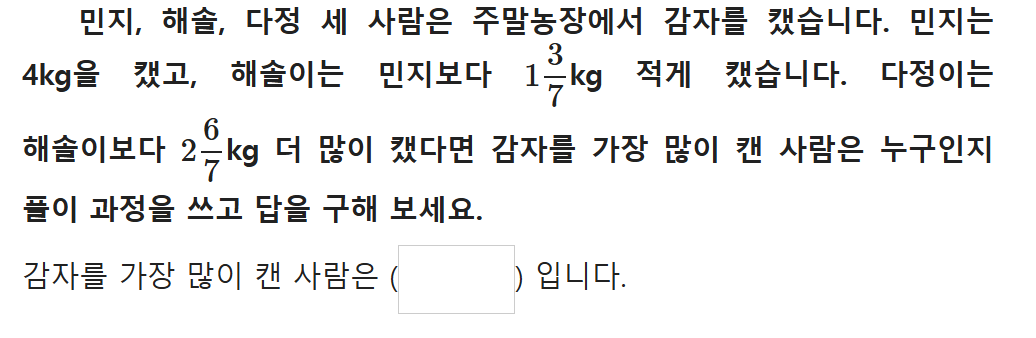 민지, 해솔, 다정 세 사람은 주말농장에서 감자를 캤습니다. 민지는
4kg을 캤고, 해솔이는 민지보다 1 3/7 kg 적게 캤습니다. 다정이는
해솔이보다 2 6/7 kg 더 많이 캤다면 감자를 가장 많이 캔 사람은 누구인지
플이 과정을 쓰고 답을 구해 보세요.
감자를 가장 많이 캔 사람은 ( ) 입니다.